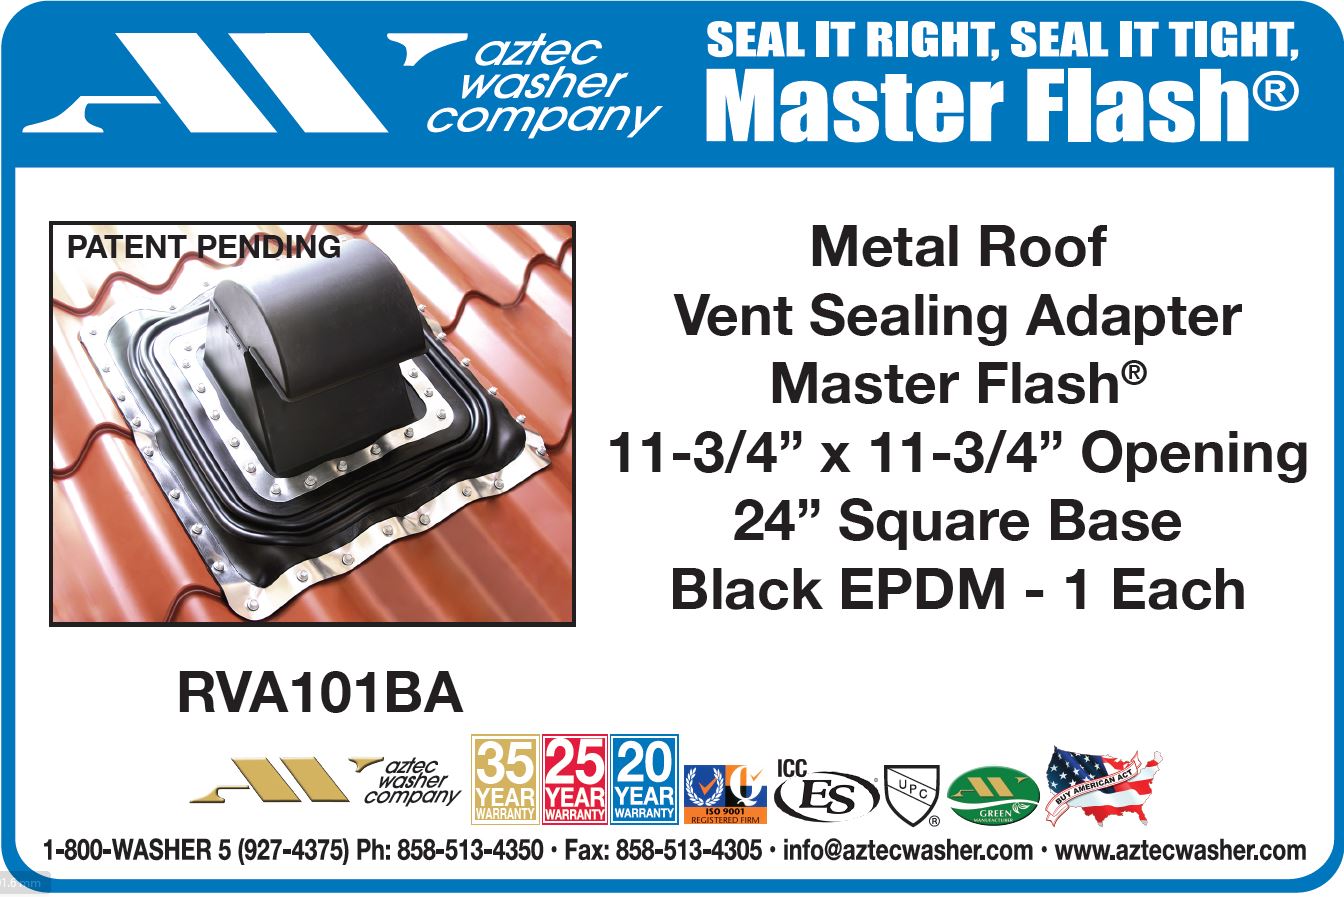 aztec
washer
company
SEAL IT RIGHT, SEAL IT TIGHT,
Master Flash®
PATENT PENDING
Metal Roof
Vent Sealing Adapter
Master Flash®
11-3/4” x 11-3/4” Opening
24” Square Base
Black EPDM - 1 Each
RVA101BA
aztec
washer
company
35
YEAR
WARRANTY
25
YEAR
WARRANTY
20
YEAR
WARRANTY
Q
ISO 9001
REGISTERED FIRM
ICC
ES
®
UPC
®
GREEN
MANUFACTURER
BUY AMERICAN ACT
1-800-WASHER 5 (927-4375) Ph: 858-513-4350 · Fax: 858-513-4305 · info@aztecwasher.com · www.aztecwasher.com